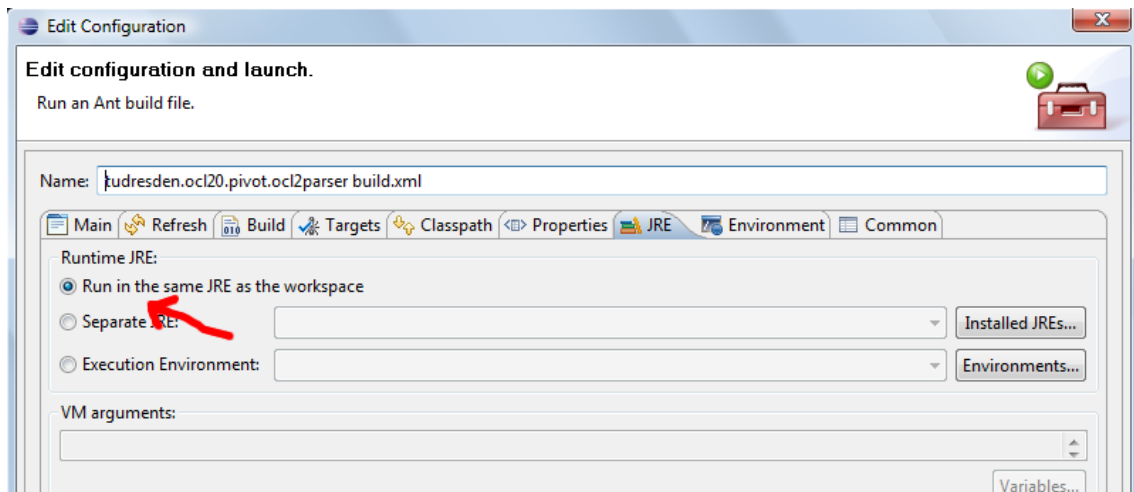 Edit Configuration
Edit configuration and launch.
Run an Ant build file.
Name: tudresden.ocl20.pivot.ocl2parser build.xml
Main Refresh Build Targets Classpath Properties JRE Environment Common
Runtime JRE:
Run in the same JRE as the workspace
Separate JRE: Installed JREs...
Execution Environment: Environments...
VM arguments:
Variables...